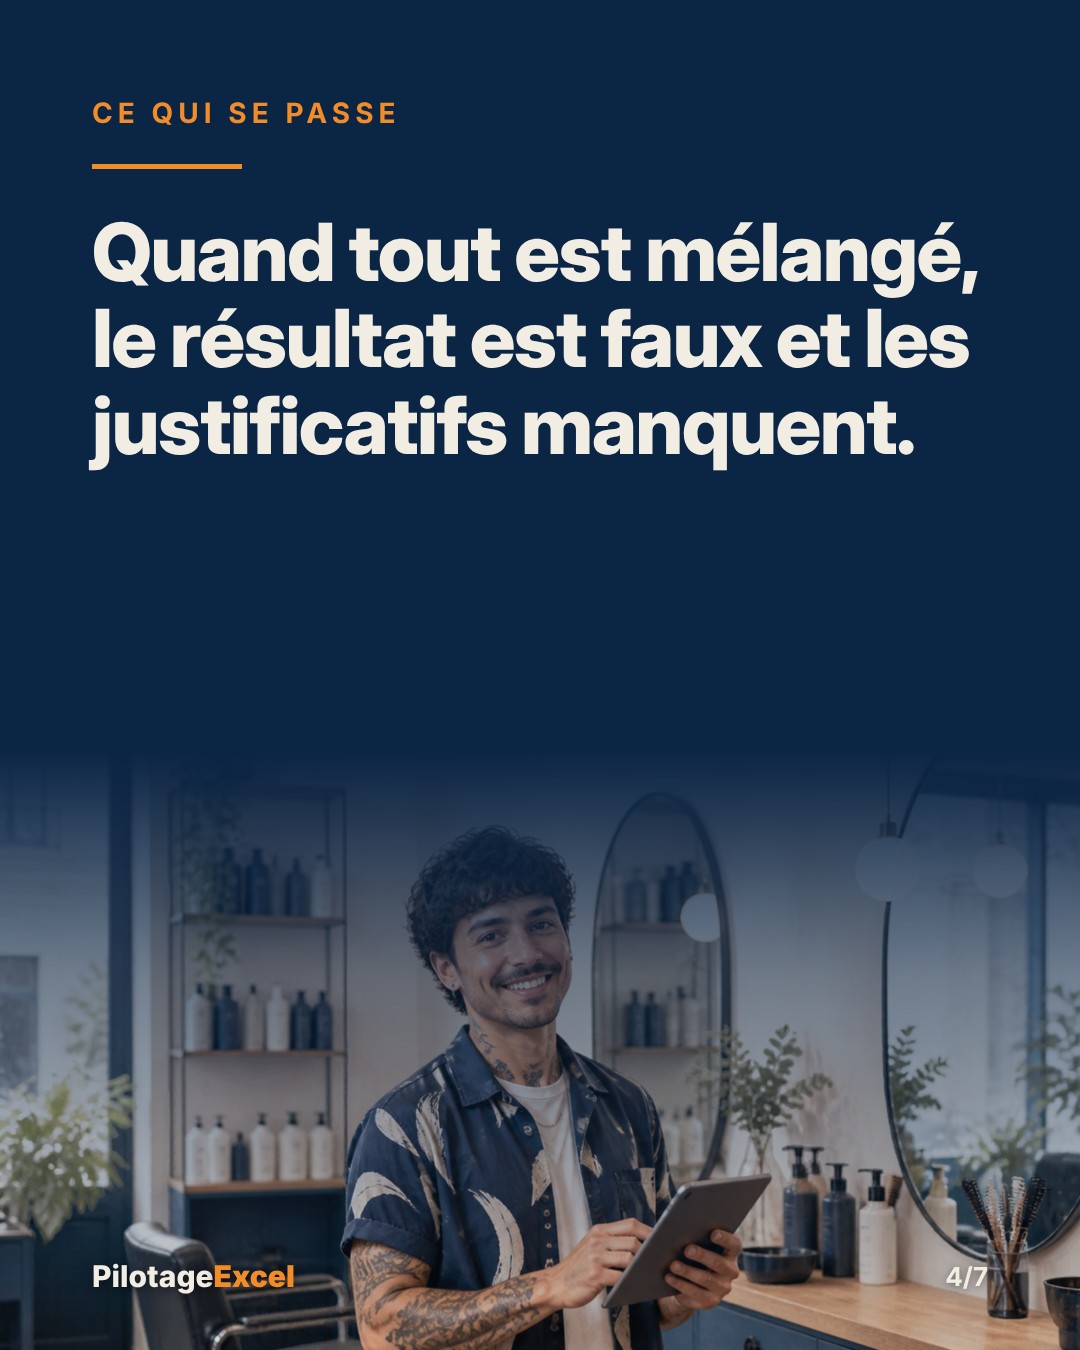 CE QUI SE PASSE
Quand tout est mélangé,
le résultat est faux et les
justificatifs manquent.
PilotageExcel
4/7